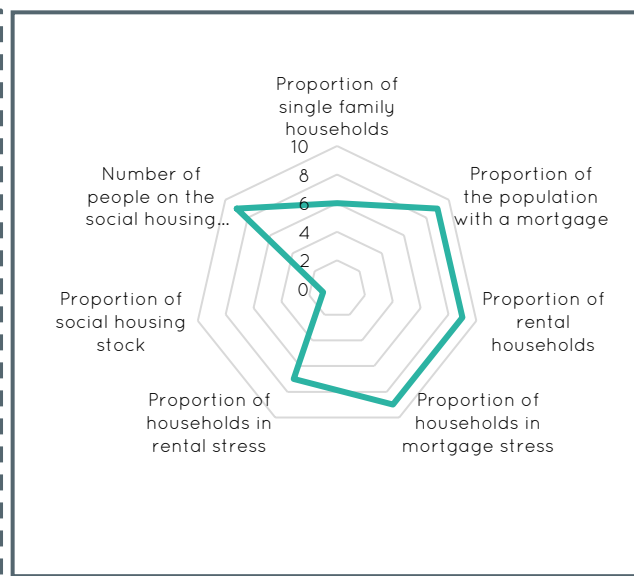 Proportion of
single family
households
10
8
6
4
2
0
Proportion of
the population
with a mortgage
Proportion of
rental
households
Proportion of
households in
mortgage stress
Proportion of
households in
rental stress
Proportion of
social housing
stock
Number of
people on the
social housing...